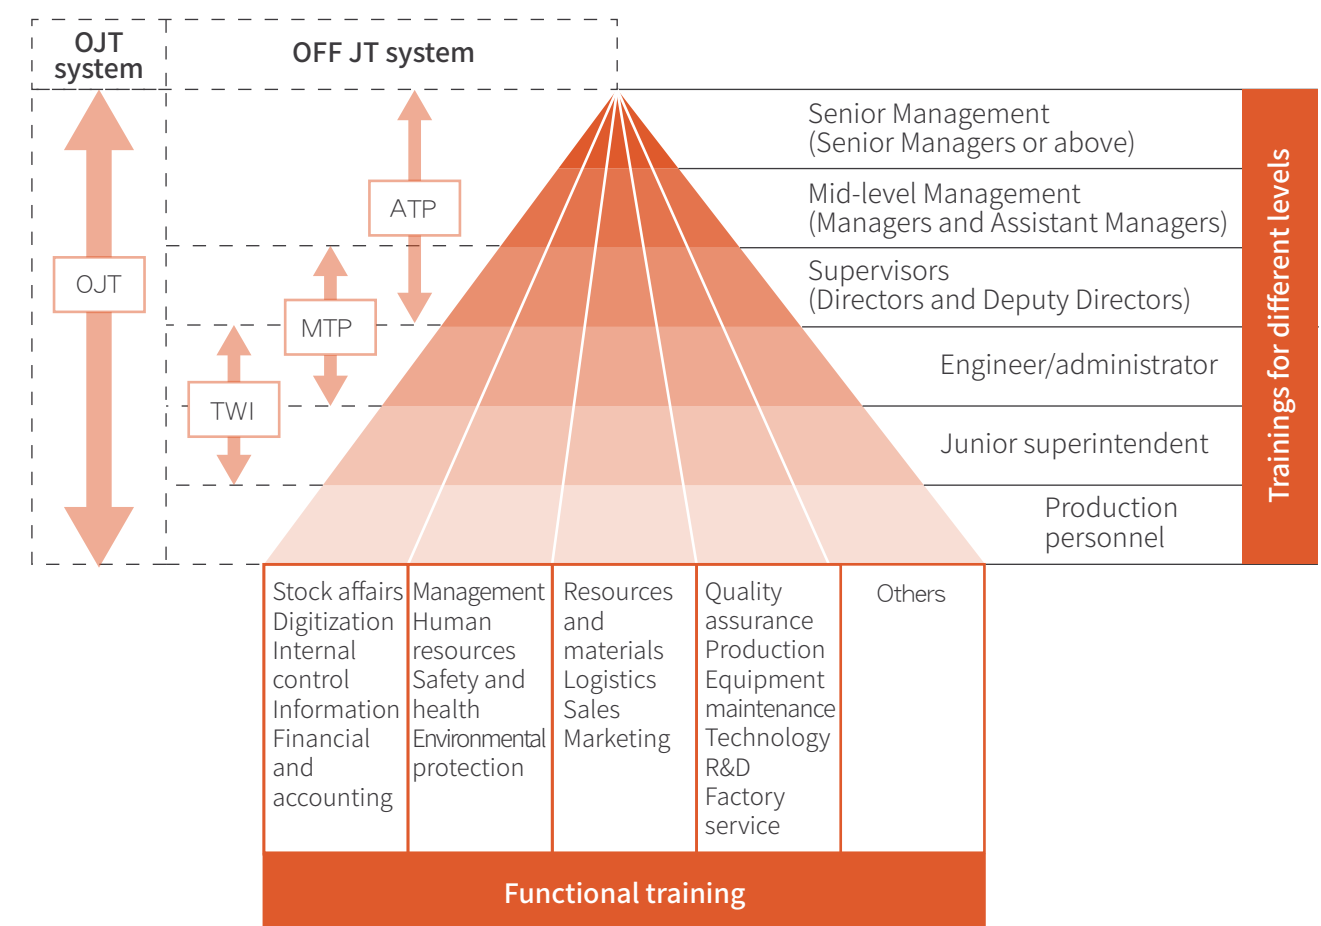 OJT
system
OFF JT system
Senior Management
(Senior Managers or above)
ATP
Mid-level Management
(Managers and Assistant Managers)
OJT
MTP
Supervisors
(Directors and Deputy Directors)
TWI
Engineer/administrator
Junior superintendent
Production
personnel
Trainings for different levels
Stock affairs
Digitization
Internal
control
Information
Financial
and
accounting
Management
Human
resources
Safety and
health
Environmental
protection
Resources
and
materials
Logistics
Sales
Marketing
Quality
assurance
Production
Equipment
maintenance
Technology
R&D
Factory
service
Others
Functional training